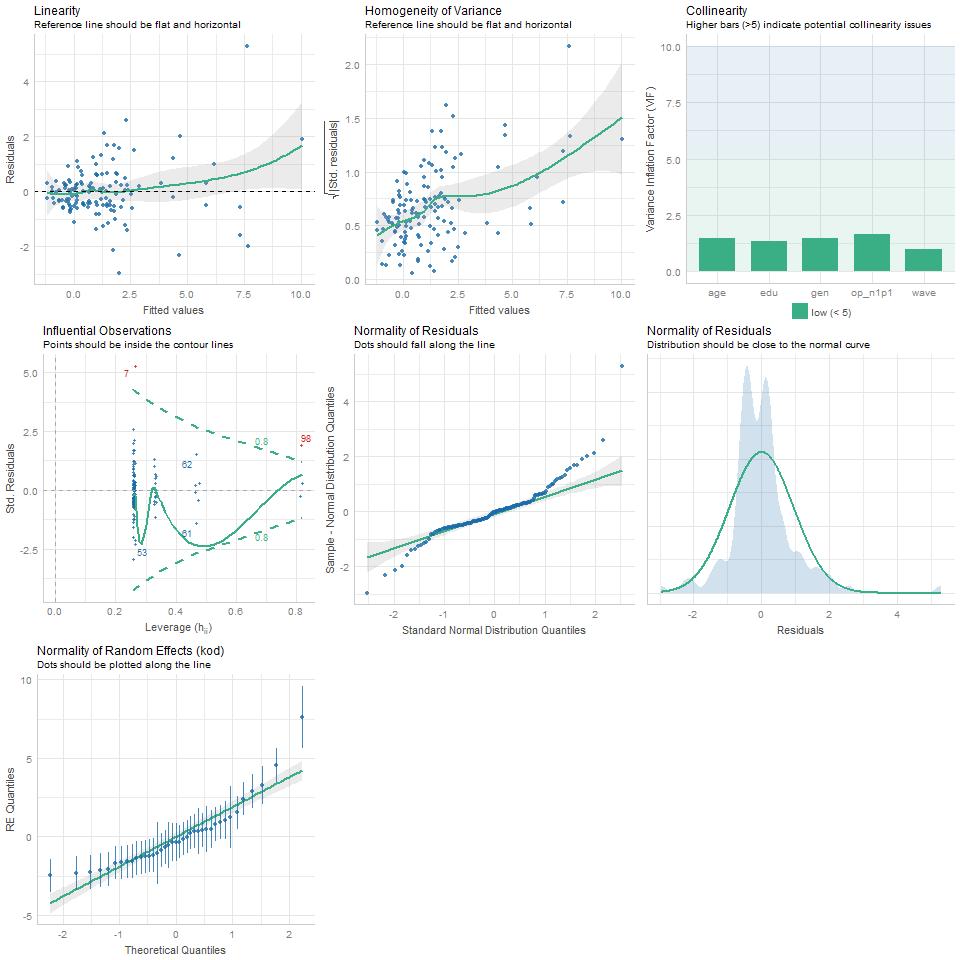 Linearity
Reference line should be flat and horizontal
Residuals
4
2
0
-2
0.0 2.5 5.0 7.5 10.0
Fitted values
Homogeneity of Variance
Reference line should be flat and horizontal
√|Std. residuals|
2.0
1.5
1.0
0.5
0.0
0.0 2.5 5.0 7.5 10.0
Fitted values
Collinearity
Higher bars (>5) indicate potential collinearity issues
Variance Inflation Factor (VIF)
10.0
7.5
5.0
2.5
0.0
age edu gen op_n1p1 wave
low (< 5)
Influential Observations
Points should be inside the contour lines
Std. Residuals
5.0
2.5
0.0
-2.5
7
98
0.8
62
61
0.8
53
0.0 0.2 0.4 0.6 0.8
Leverage (hii)
Normality of Residuals
Dots should fall along the line
Sample - Normal Distribution Quantiles
4
2
0
-2
-2 -1 0 1 2
Standard Normal Distribution Quantiles
Normality of Residuals
Distribution should be close to the normal curve
-2 0 2 4
Residuals
Normality of Random Effects (kod)
Dots should be plotted along the line
RE Quantiles
10
5
0
-5
-2 -1 0 1 2
Theoretical Quantiles